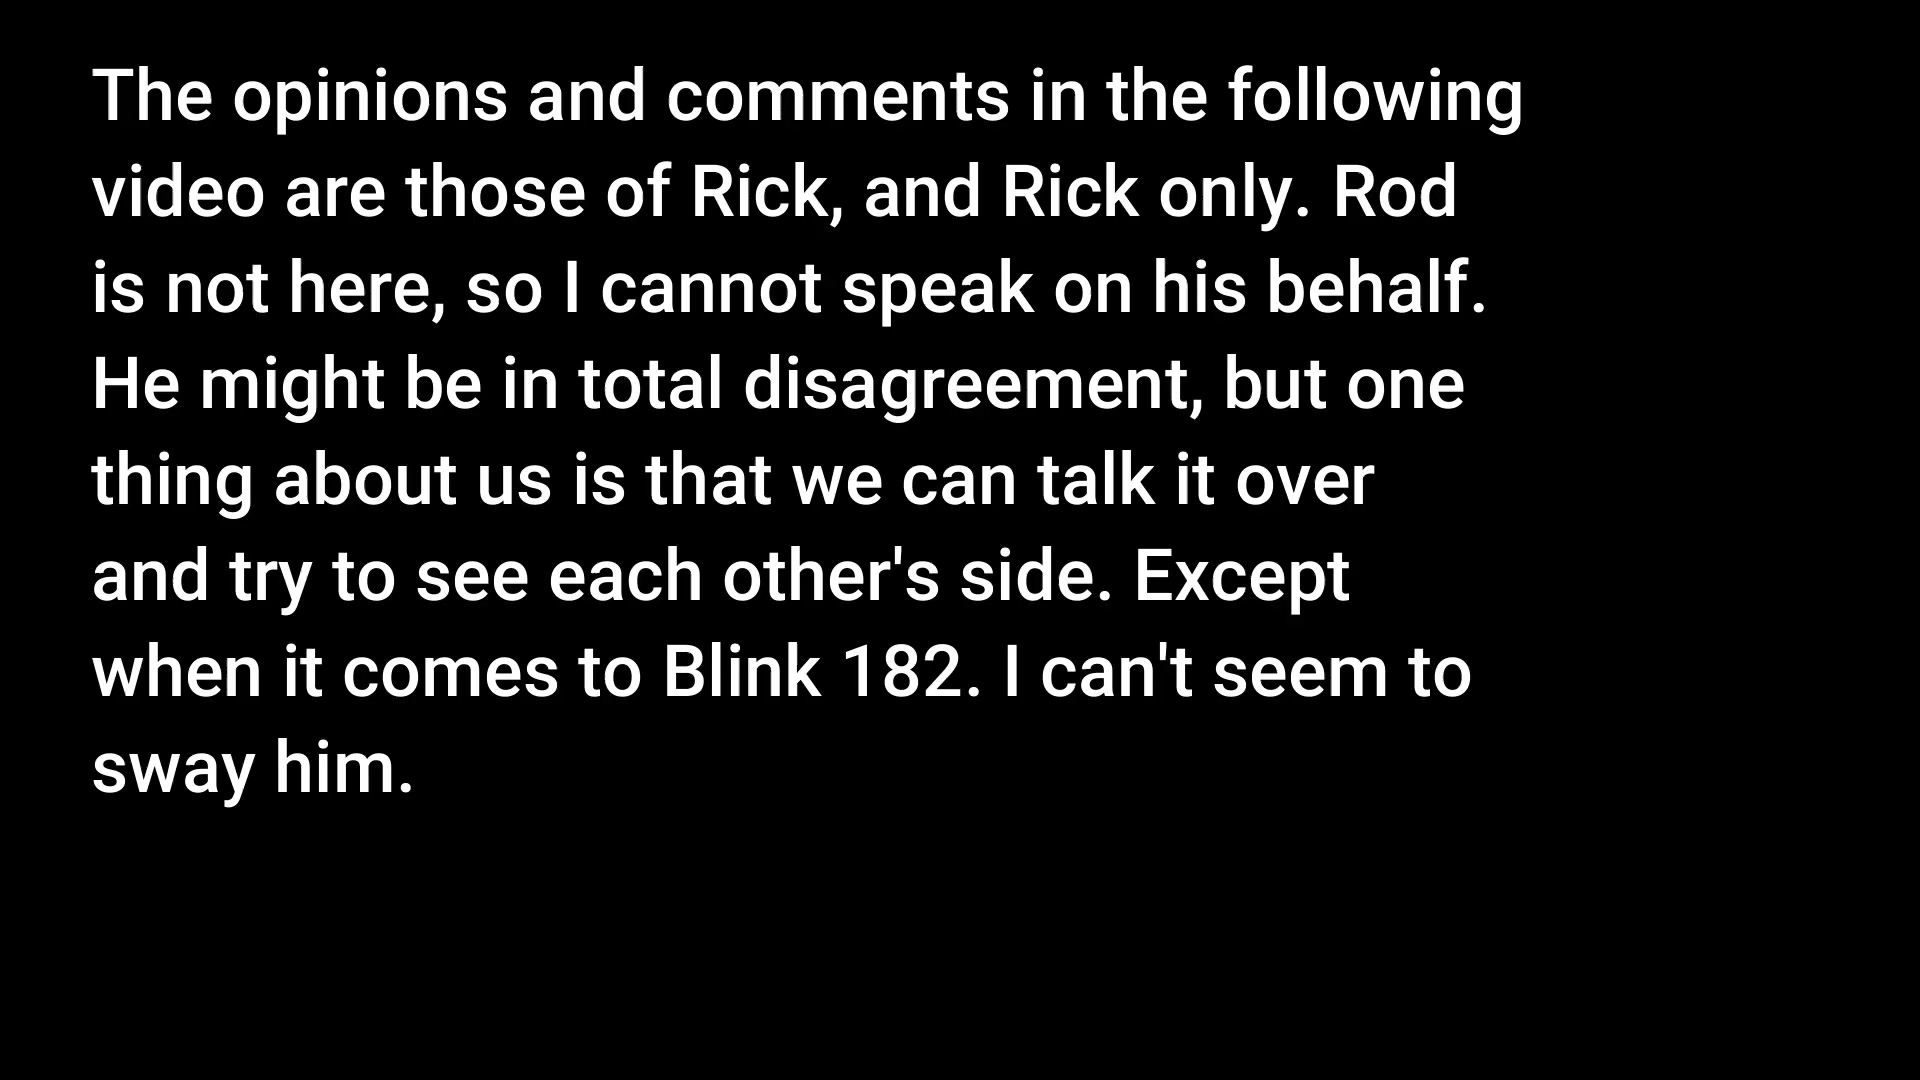 The opinions and comments in the following
video are those of Rick, and Rick only. Rod
is not here, so I cannot speak on his behalf.
He might be in total disagreement, but one
thing about us is that we can talk it over
and try to see each other's side. Except
when it comes to Blink 182. I can't seem to
sway him.